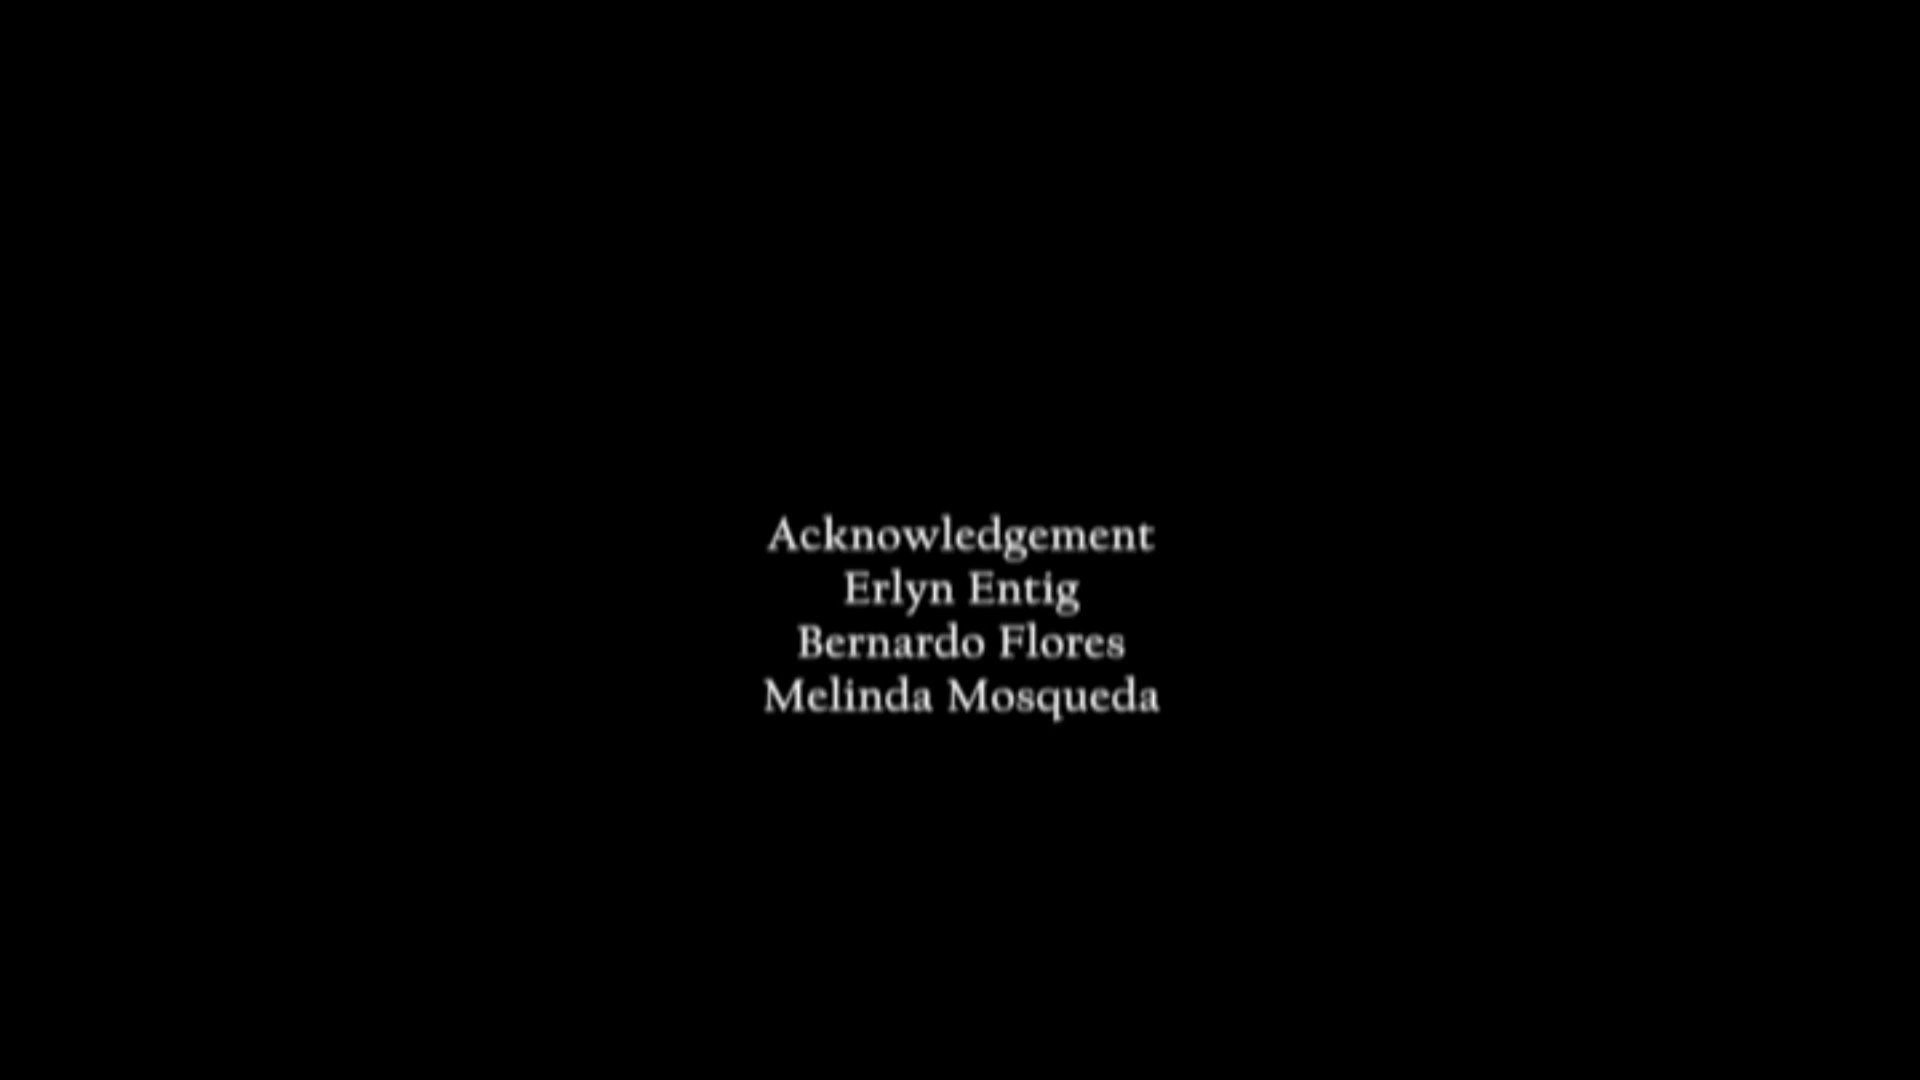 Acknowledgement
Erlyn Entig
Bernardo Flores
Melinda Mosqueda